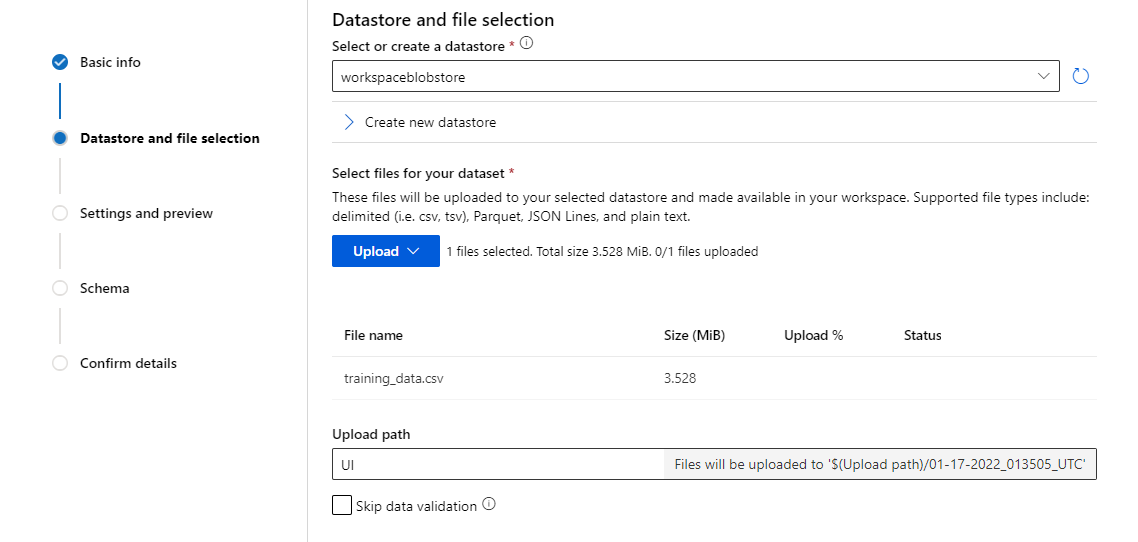 Basic info
Datastore and file selection
Settings and preview
Schema
Confirm details
Datastore and file selection
Select or create a datastore *
workspaceblobstore
Create new datastore
Select files for your dataset *
These files will be uploaded to your selected datastore and made available in your workspace. Supported file types include:
delimited (i.e. csv, tsv), Parquet, JSON Lines, and plain text.
Upload 1 files selected. Total size 3.528 MiB. 0/1 files uploaded
File name Size (MiB) Upload % Status
training_data.csv 3.528
Upload path
UI Files will be uploaded to '$(Upload path)/01-17-2022_013505_UTC'
Skip data validation